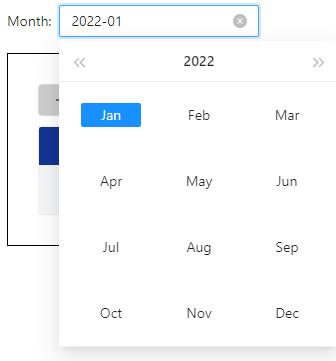 Month: 2022-01
2022
Jan Feb Mar
Apr May Jun
Jul Aug Sep
Oct Nov Dec